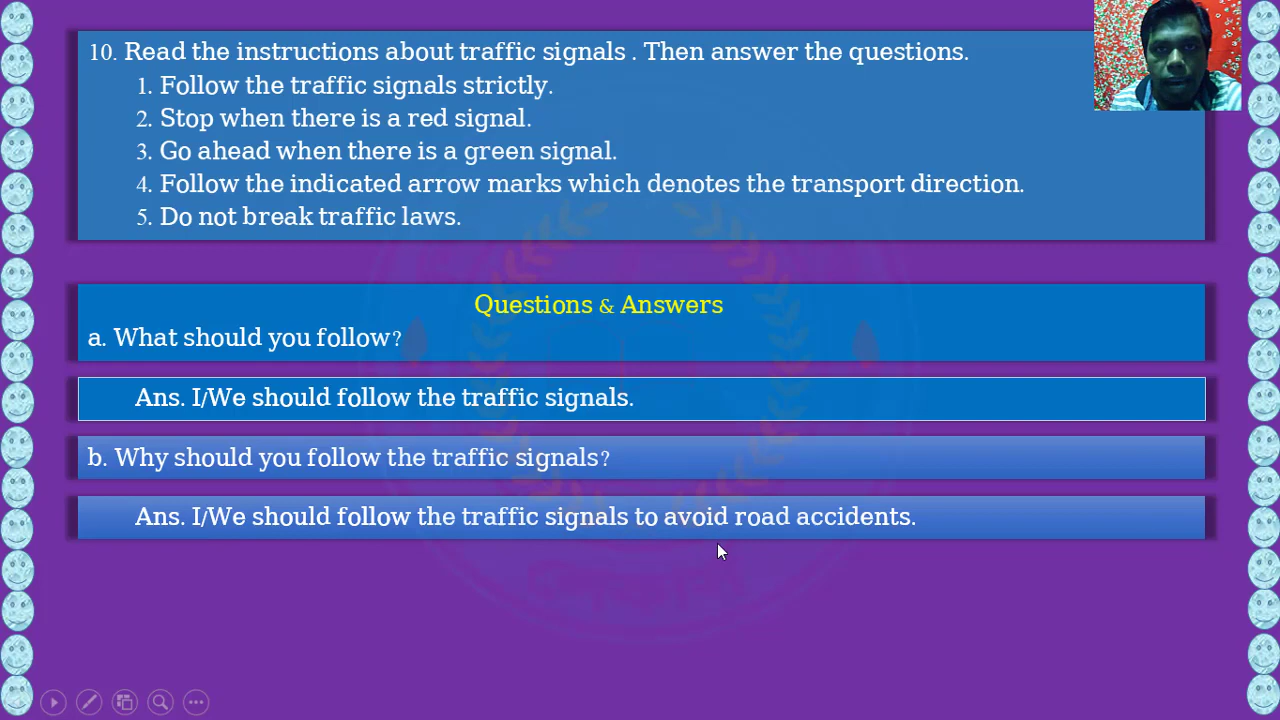 10. Read the instructions about traffic signals . Then answer the questions.
1. Follow the traffic signals strictly.
2. Stop when there is a red signal.
3. Go ahead when there is a green signal.
4. Follow the indicated arrow marks which denotes the transport direction.
5. Do not break traffic laws.
Questions & Answers
a. What should you follow?
Ans. I/We should follow the traffic signals.
b. Why should you follow the traffic signals?
Ans. I/We should follow the traffic signals to avoid road accidents.